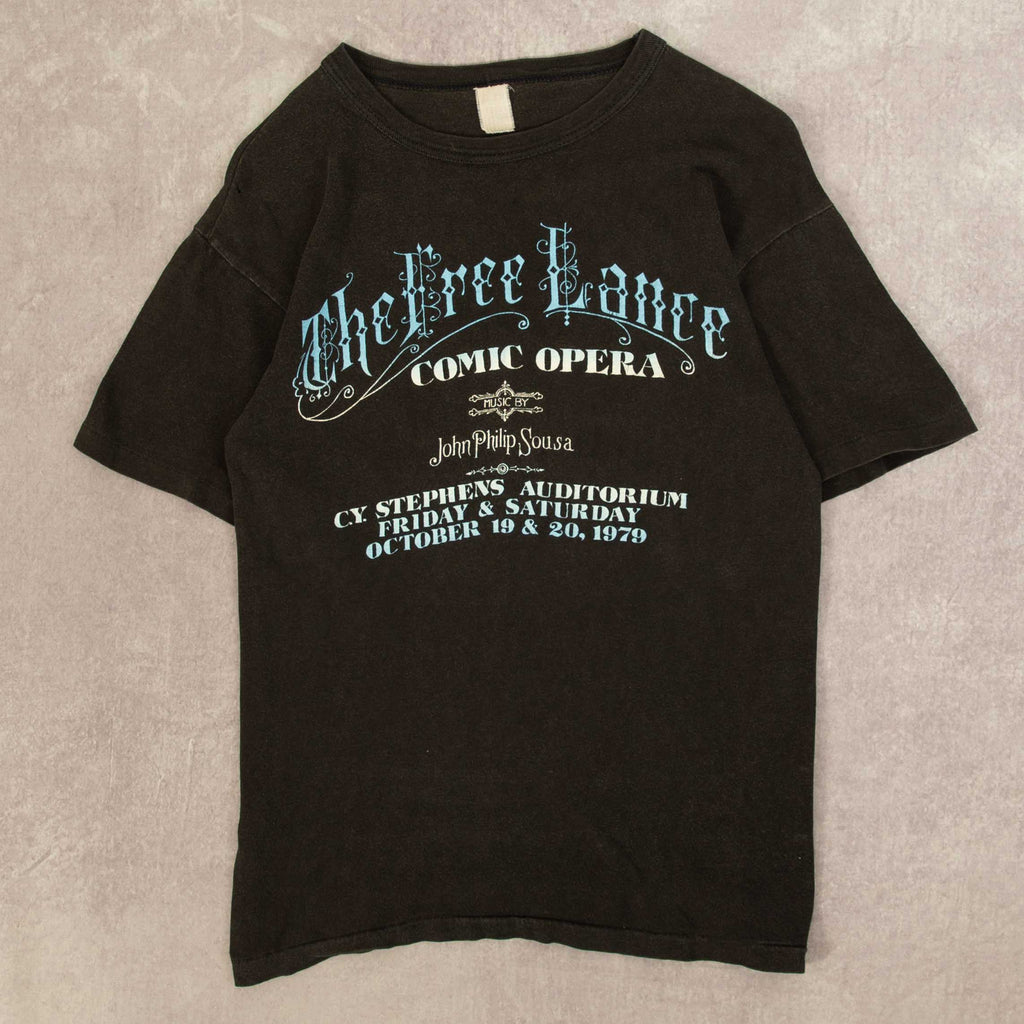 The Free Lance
COMIC OPERA
MUSIC BY
John Philip Sousa
C.Y. STEPHENS AUDITORIUM
FRIDAY & SATURDAY
OCTOBER 19 & 20, 1979